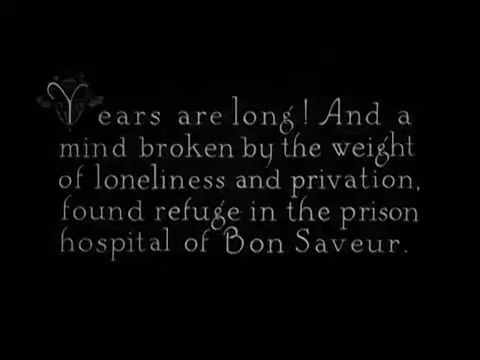 Years are long! And a
mind broken by the weight
of loneliness and privation,
found refuge in the prison
hospital of Bon Saveur.